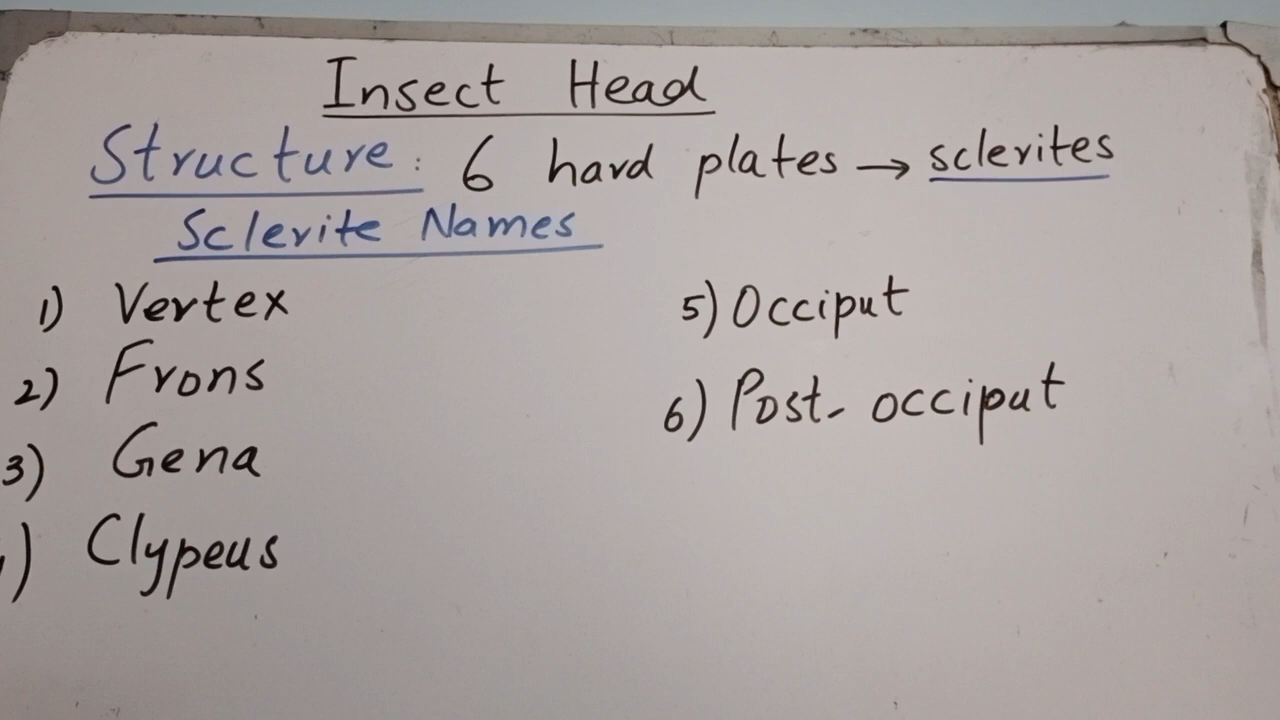 Insect Head
Structure: 6 hard plates → sclerites
Sclerite Names
1) Vertex
2) Frons
3) Gena
) Clypeus
5) Occiput
6) Post-occiput